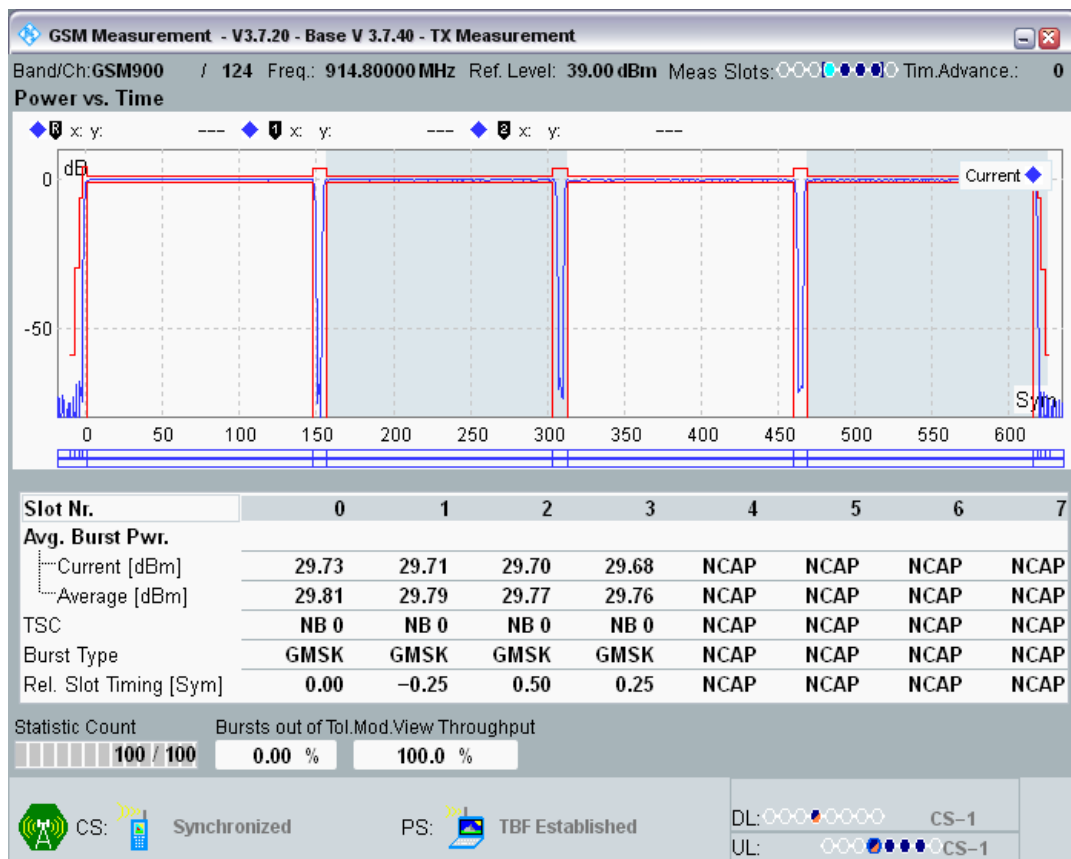 GSM Measurement - V3.7.20 - Base V 3.7.40 - TX Measurement
Band/Ch:GSM900 / 124 Freq.: 914.80000 MHz Ref. Level: 39.00 dBm Meas Slots: Tim.Advance.: 0
Power vs. Time
R x: y: --- 1 x: y: --- 2 x: y: ---
dB
Current
0
-50
Sym
0 50 100 150 200 250 300 350 400 450 500 550 600
Slot Nr. 0 1 2 3 4 5 6 7
Avg. Burst Pwr.
Current [dBm] 29.73 29.71 29.70 29.68 NCAP NCAP NCAP NCAP
Average [dBm] 29.81 29.79 29.77 29.76 NCAP NCAP NCAP NCAP
TSC NB 0 NB 0 NB 0 NB 0 NCAP NCAP NCAP NCAP
Burst Type GMSK GMSK GMSK GMSK NCAP NCAP NCAP NCAP
Rel. Slot Timing [Sym] 0.00 −0.25 0.50 0.25 NCAP NCAP NCAP NCAP
Statistic Count Bursts out of Tol.Mod.View Throughput
100 / 100 0.00 % 100.0 %
CS: Synchronized PS: TBF Established
DL: CS−1
UL: CS−1